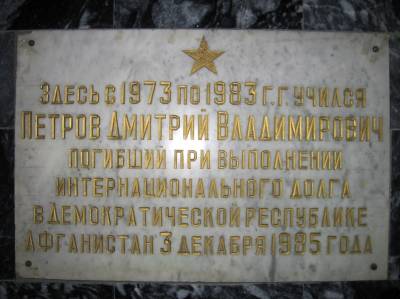 ЗДЕСЬ С 1973 ПО 1983 Г.Г. УЧИЛСЯ
ПЕТРОВ ДМИТРИЙ ВЛАДИМИРОВИЧ
ПОГИБШИЙ ПРИ ВЫПОЛНЕНИИ
ИНТЕРНАЦИОНАЛЬНОГО ДОЛГА
В ДЕМОКРАТИЧЕСКОЙ РЕСПУБЛИКЕ
АФГАНИСТАН 3 ДЕКАБРЯ 1985 ГОДА